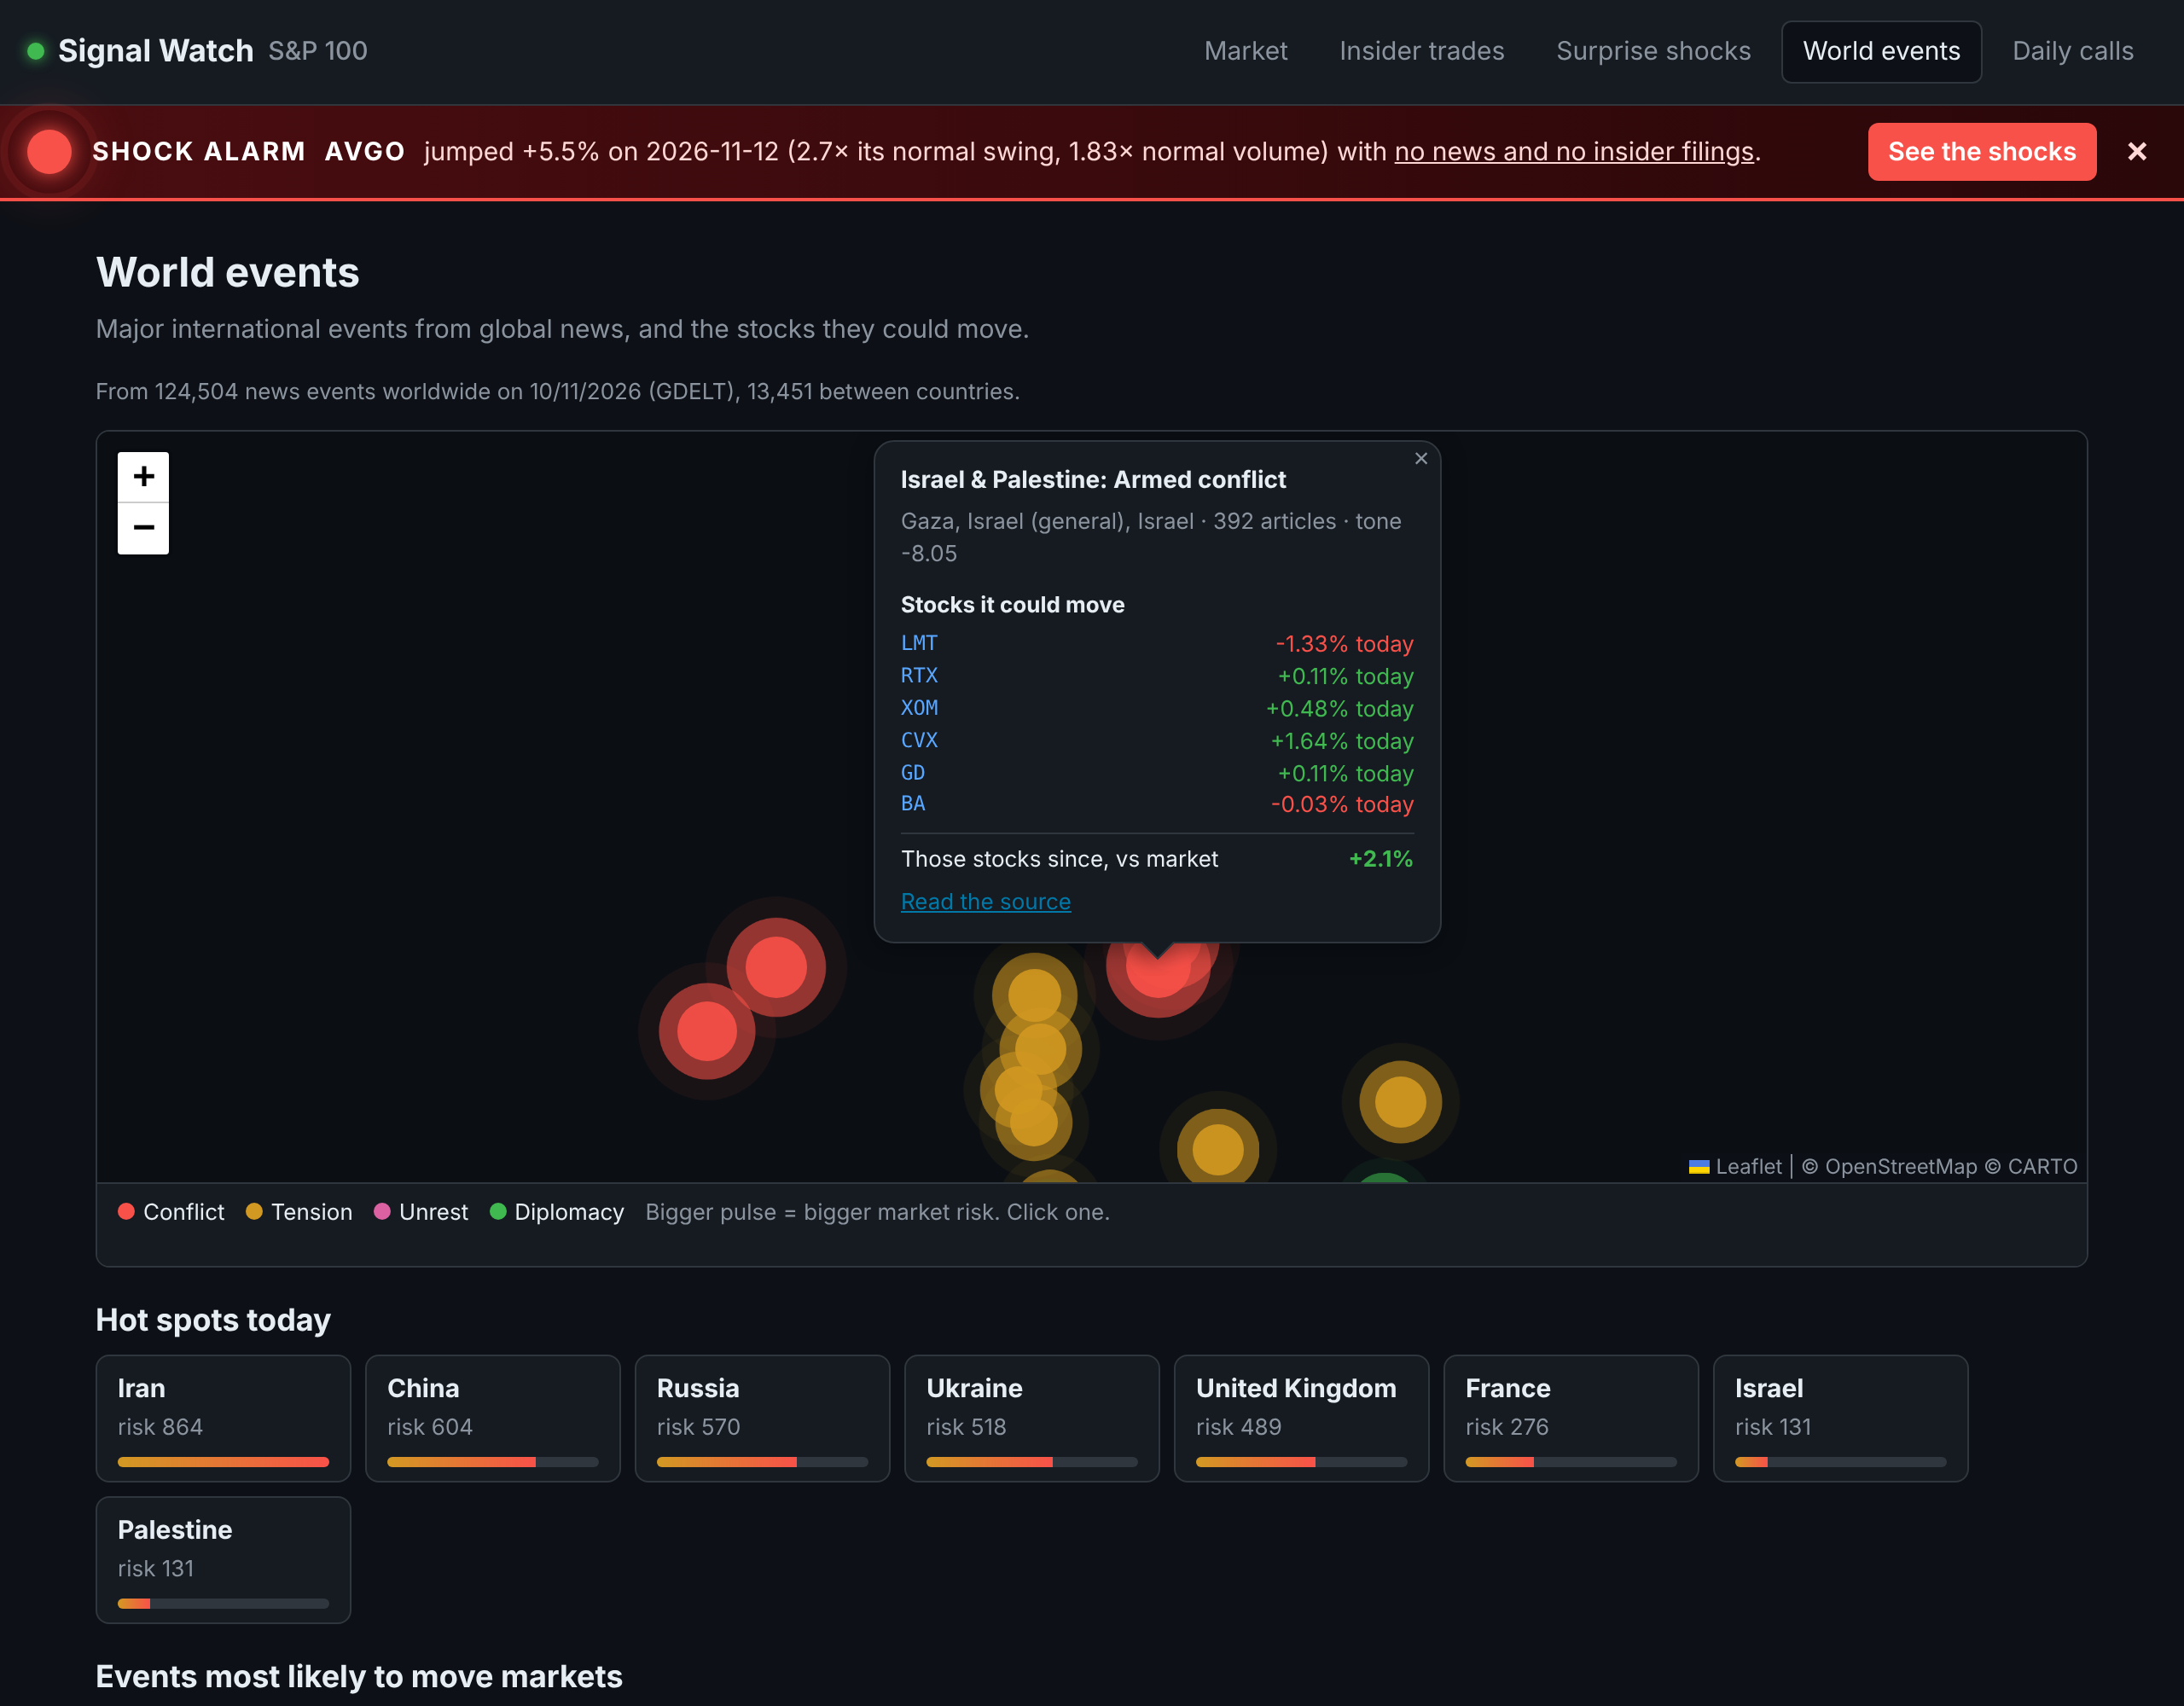 Signal Watch S&P 100
Market
Insider trades
Surprise shocks
World events
Daily calls
SHOCK ALARM AVGO jumped +5.5% on 2026-11-12 (2.7× its normal swing, 1.83× normal volume) with no news and no insider filings.
See the shocks
×
World events
Major international events from global news, and the stocks they could move.
From 124,504 news events worldwide on 10/11/2026 (GDELT), 13,451 between countries.
+
−
×
Israel & Palestine: Armed conflict
Gaza, Israel (general), Israel · 392 articles · tone
-8.05
Stocks it could move
LMT -1.33% today
RTX +0.11% today
XOM +0.48% today
CVX +1.64% today
GD +0.11% today
BA -0.03% today
Those stocks since, vs market +2.1%
Read the source
Leaflet | © OpenStreetMap © CARTO
Conflict Tension Unrest Diplomacy Bigger pulse = bigger market risk. Click one.
Hot spots today
Iran
risk 864
China
risk 604
Russia
risk 570
Ukraine
risk 518
United Kingdom
risk 489
France
risk 276
Israel
risk 131
Palestine
risk 131
Events most likely to move markets